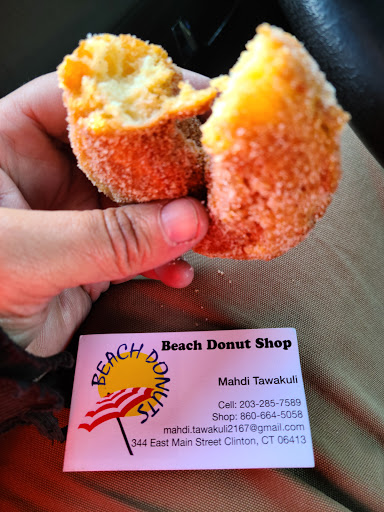 BEACH DONUTS
Beach Donut Shop
Mahdi Tawakuli
Cell: 203-285-7589
Shop: 860-664-5058
mahdi.tawakuli2167@gmail.com
344 East Main Street Clinton, CT 06413